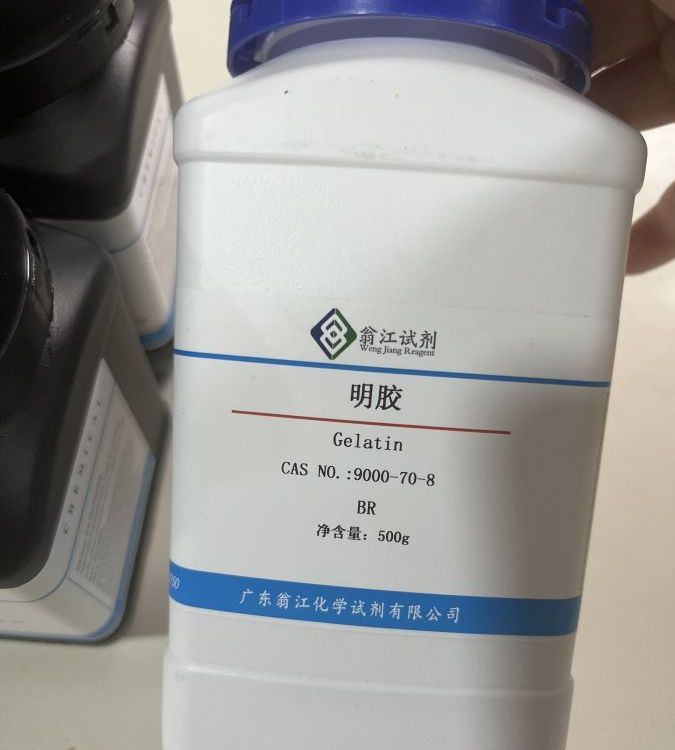 翁江试剂
Weng Jiang Reagent
明胶
Gelatin
CAS NO.:9000-70-8
BR
净含量: 500g
广东翁江化学试剂有限公司